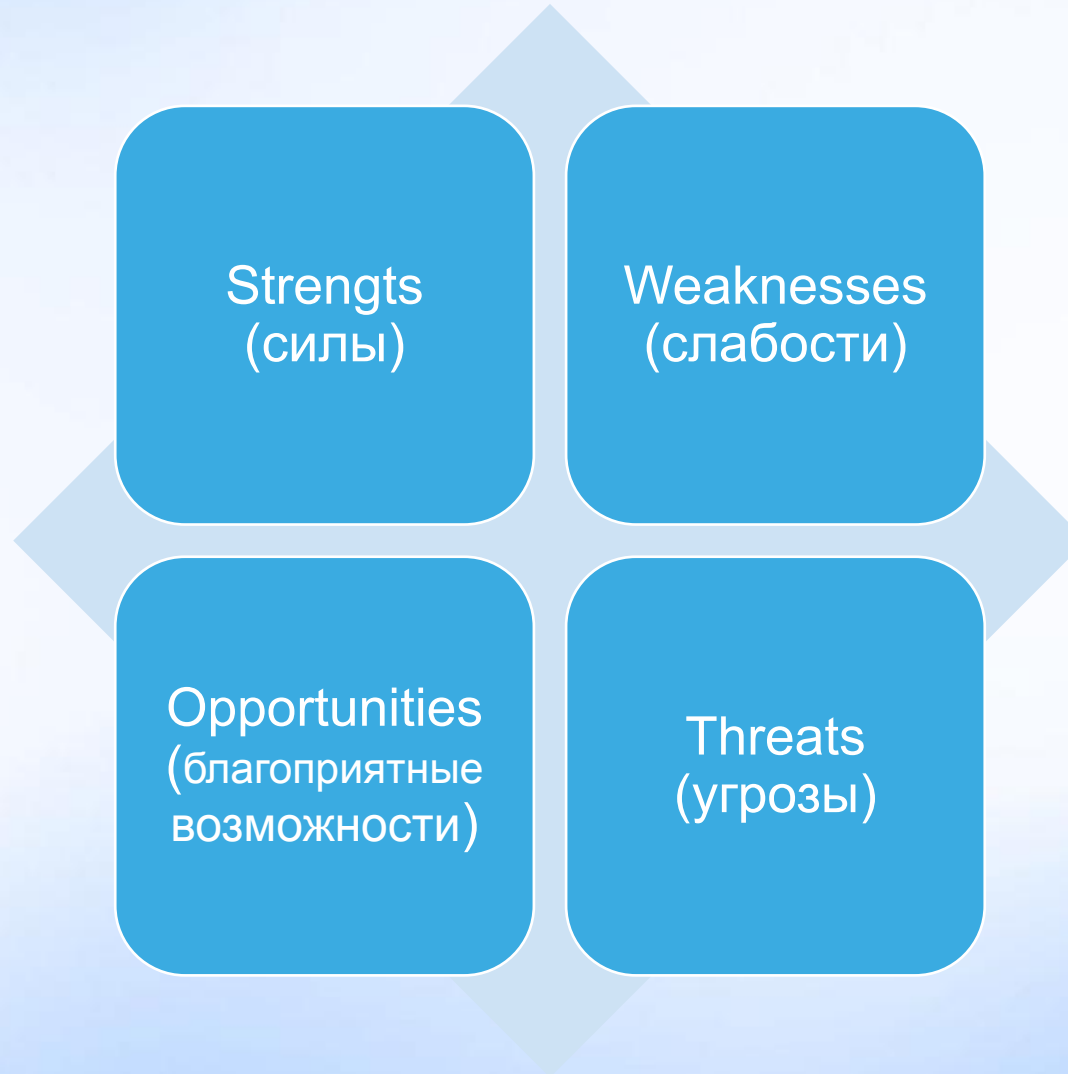 Strengts
(силы)
Weaknesses
(слабости)
Opportunities
(благоприятные
возможности)
Threats
(угрозы)